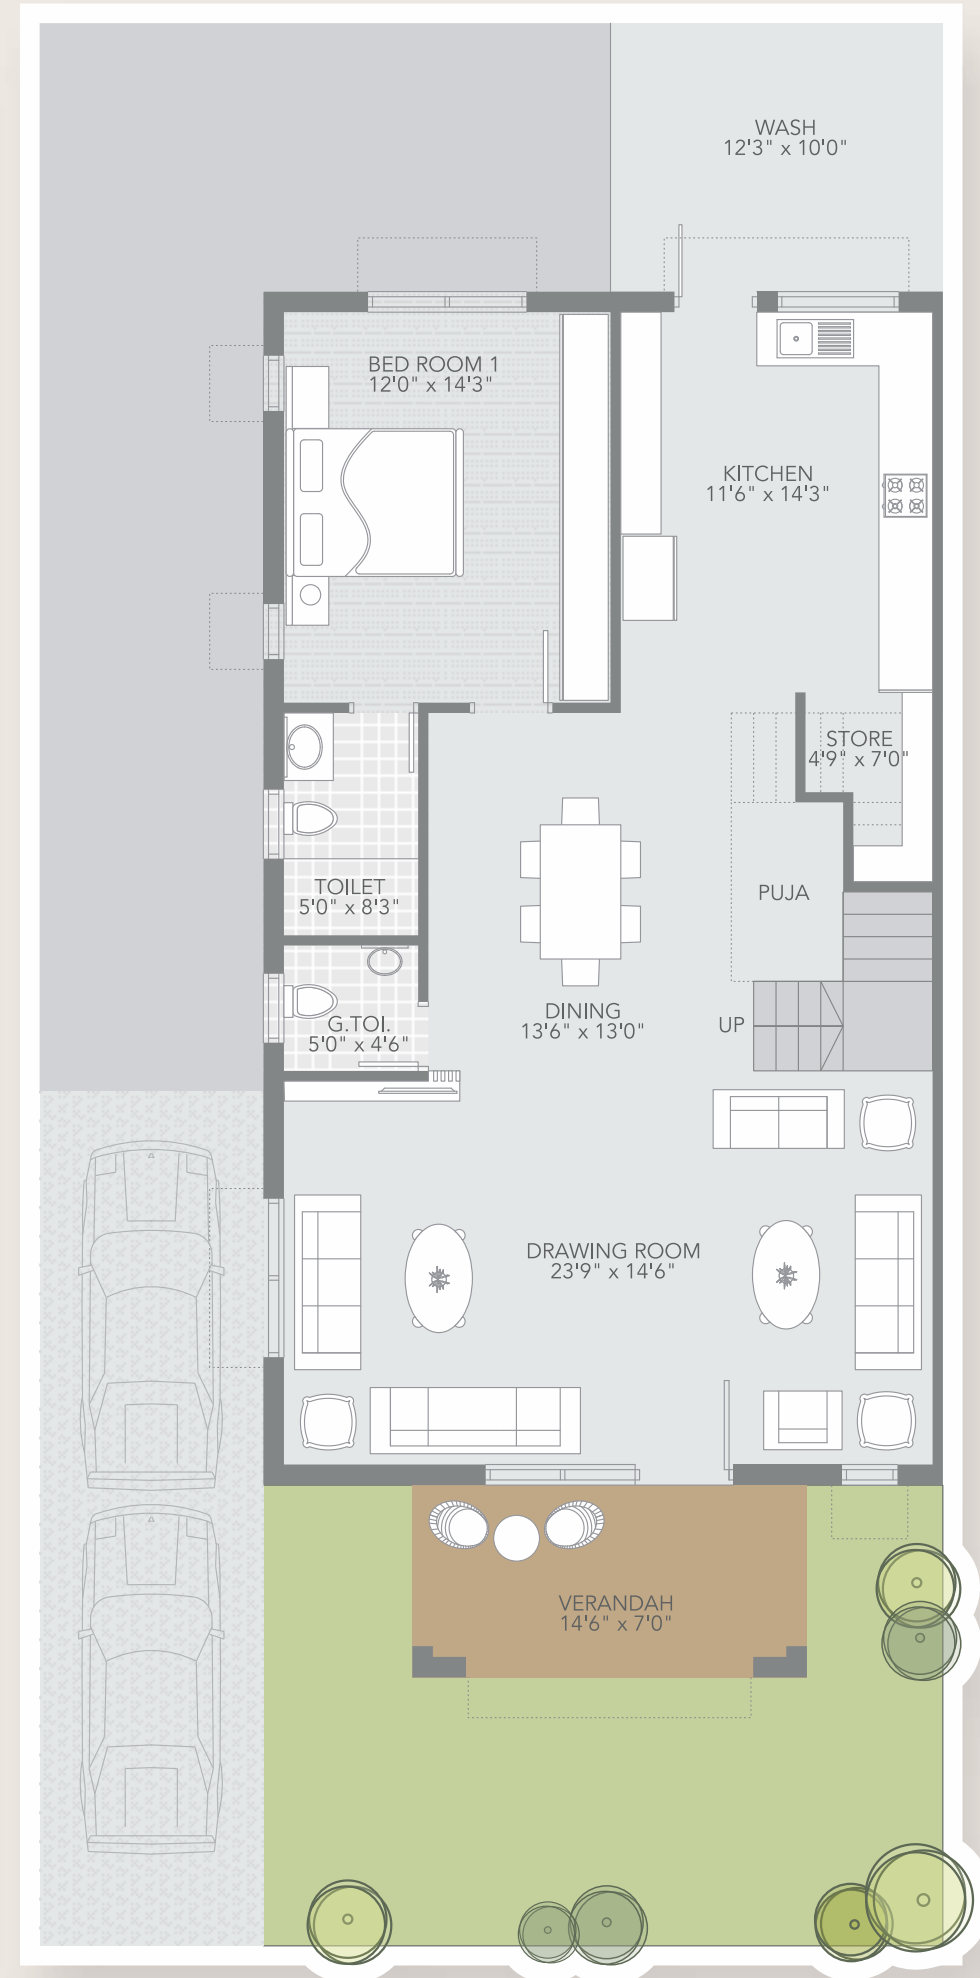 WASH
12'3" x 10'0"
BED ROOM 1
12'0" x 14'3"
KITCHEN
11'6" x 14'3"
STORE
4'9" x 7'0"
TOILET
5'0" x 8'3"
PUJA
G.TOI.
5'0" x 4'6"
DINING
13'6" x 13'0"
UP
DRAWING ROOM
23'9" x 14'6"
VERANDAH
14'6" x 7'0"